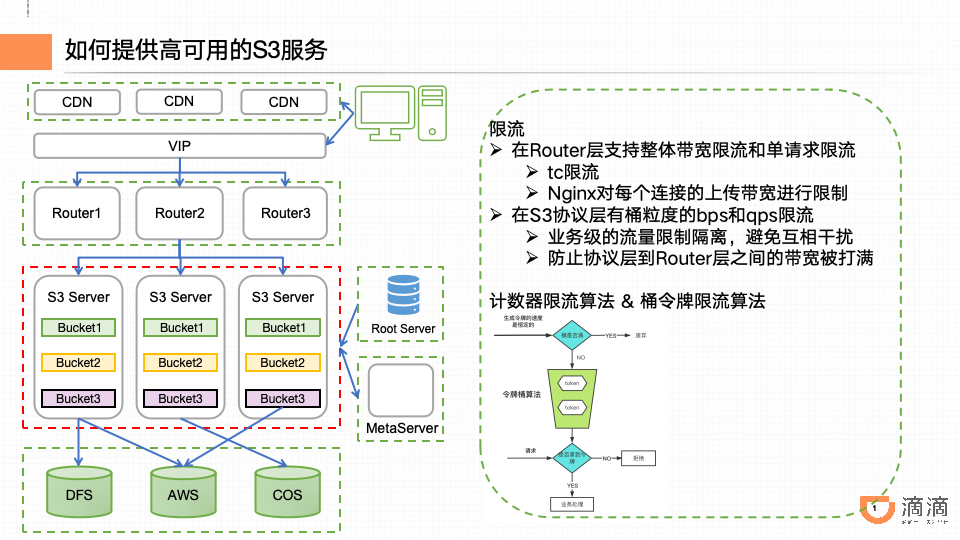 如何提供高可用的S3服务
CDN
CDN
CDN
VIP
Router1
Router2
Router3
S3 Server
S3 Server
S3 Server
Bucket1
Bucket1
Bucket1
Bucket2
Bucket2
Bucket2
Bucket3
Bucket3
Bucket3
Root Server
MetaServer
DFS
AWS
COS
限流
在Router层支持整体带宽限流和单请求限流
tc限流
Nginx对每个连接的上传带宽进行限制
在S3协议层有桶粒度的bps和qps限流
业务级的流量限制隔离，避免互相干扰
防止协议层到Router层之间的带宽被打满
计数器限流算法 & 桶令牌限流算法
生成令牌的速度
是恒定的
桶是否满
YES
废弃
NO
令牌桶算法
token
token
请求
是否拿到令
牌
NO
拒绝
YES
业务处理
1
滴滴